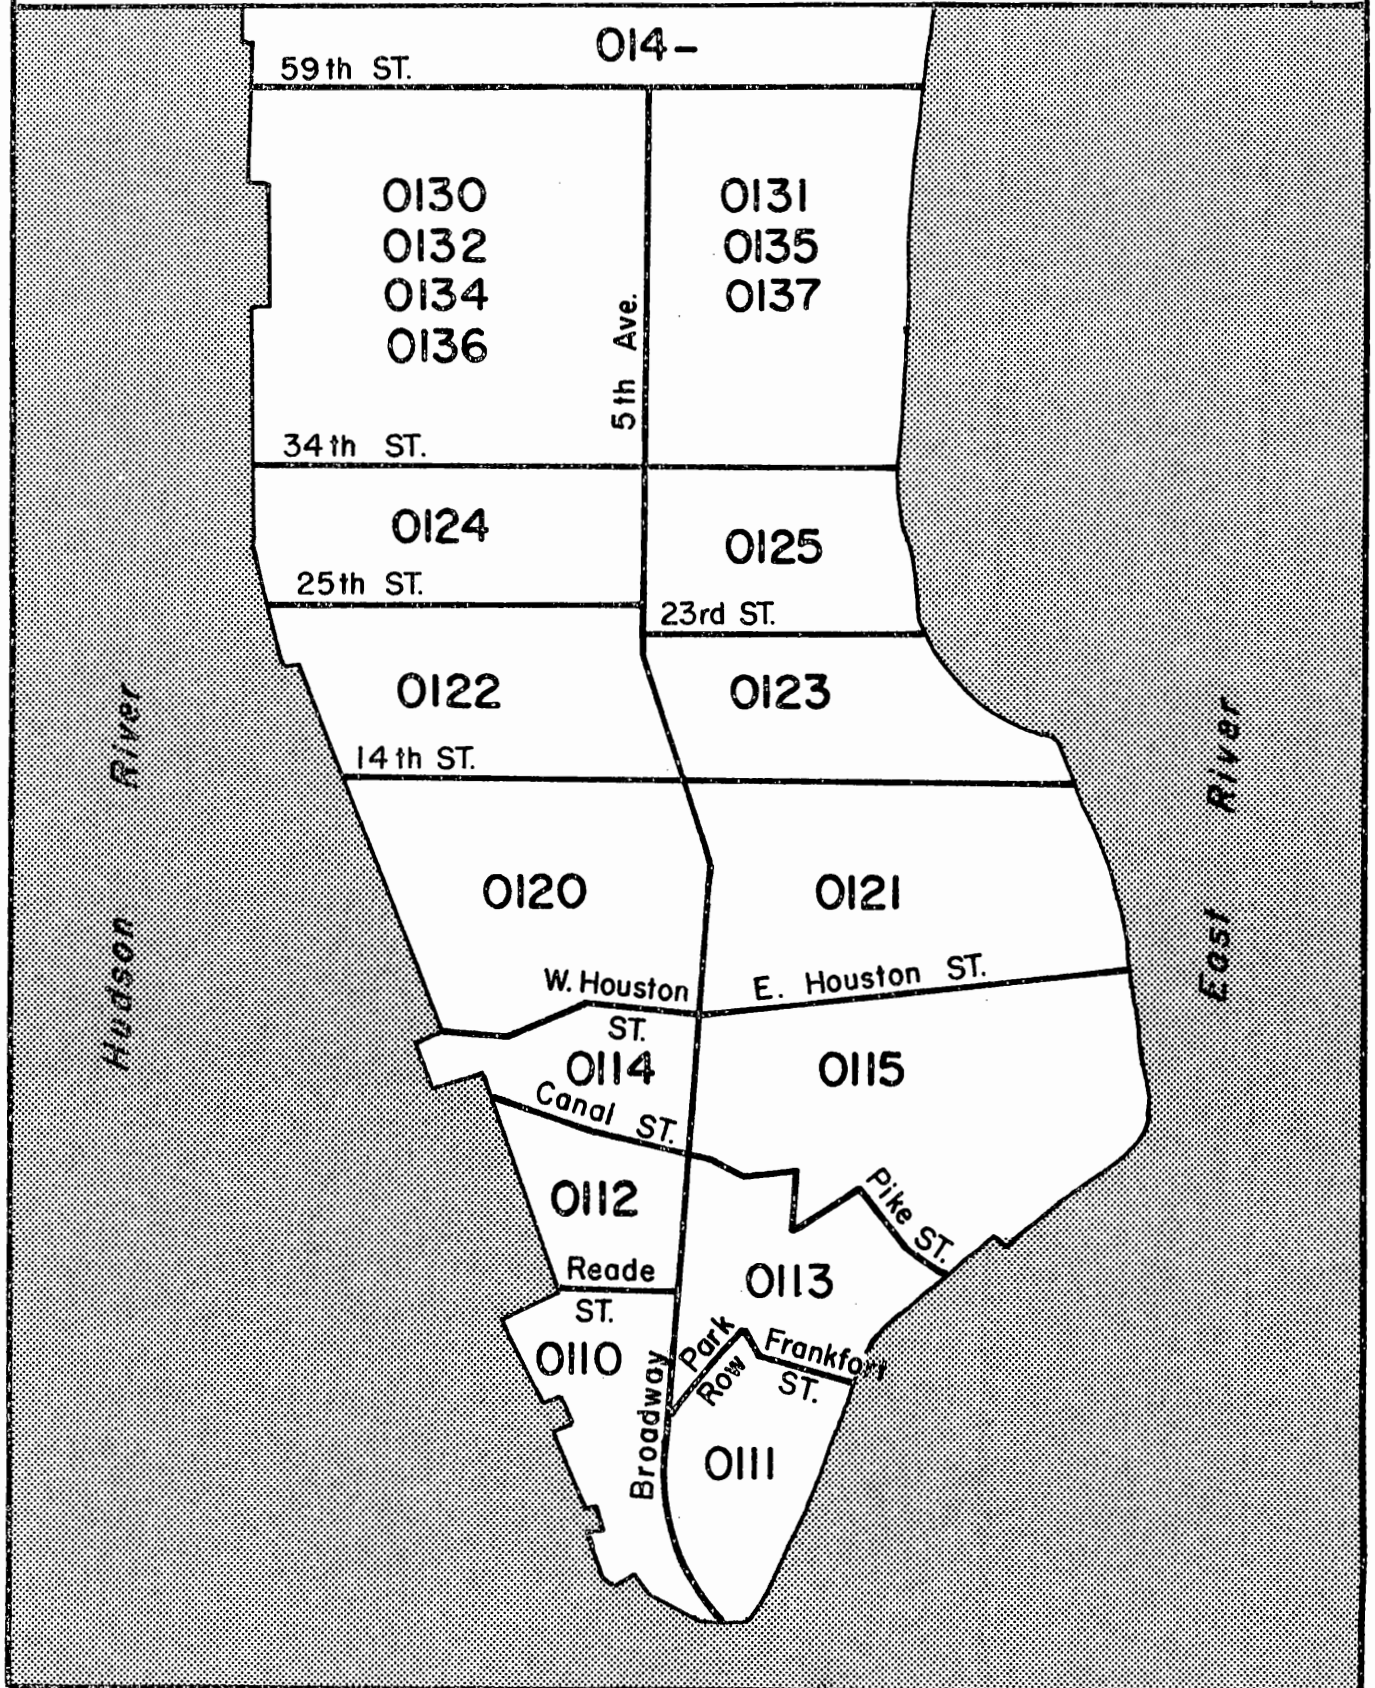 014-
59th ST.
0130
0132
0134
0136
0131
0135
0137
5th Ave.
34th ST.
0124
0125
25th ST.
23rd ST.
0122
0123
14th ST.
Hudson River
East River
0120
0121
W. Houston ST.
E. Houston ST.
0114
0115
Canal ST.
0112
Pike ST.
Reade ST.
0113
0110
Park Row
Frankfort ST.
Broadway
0111